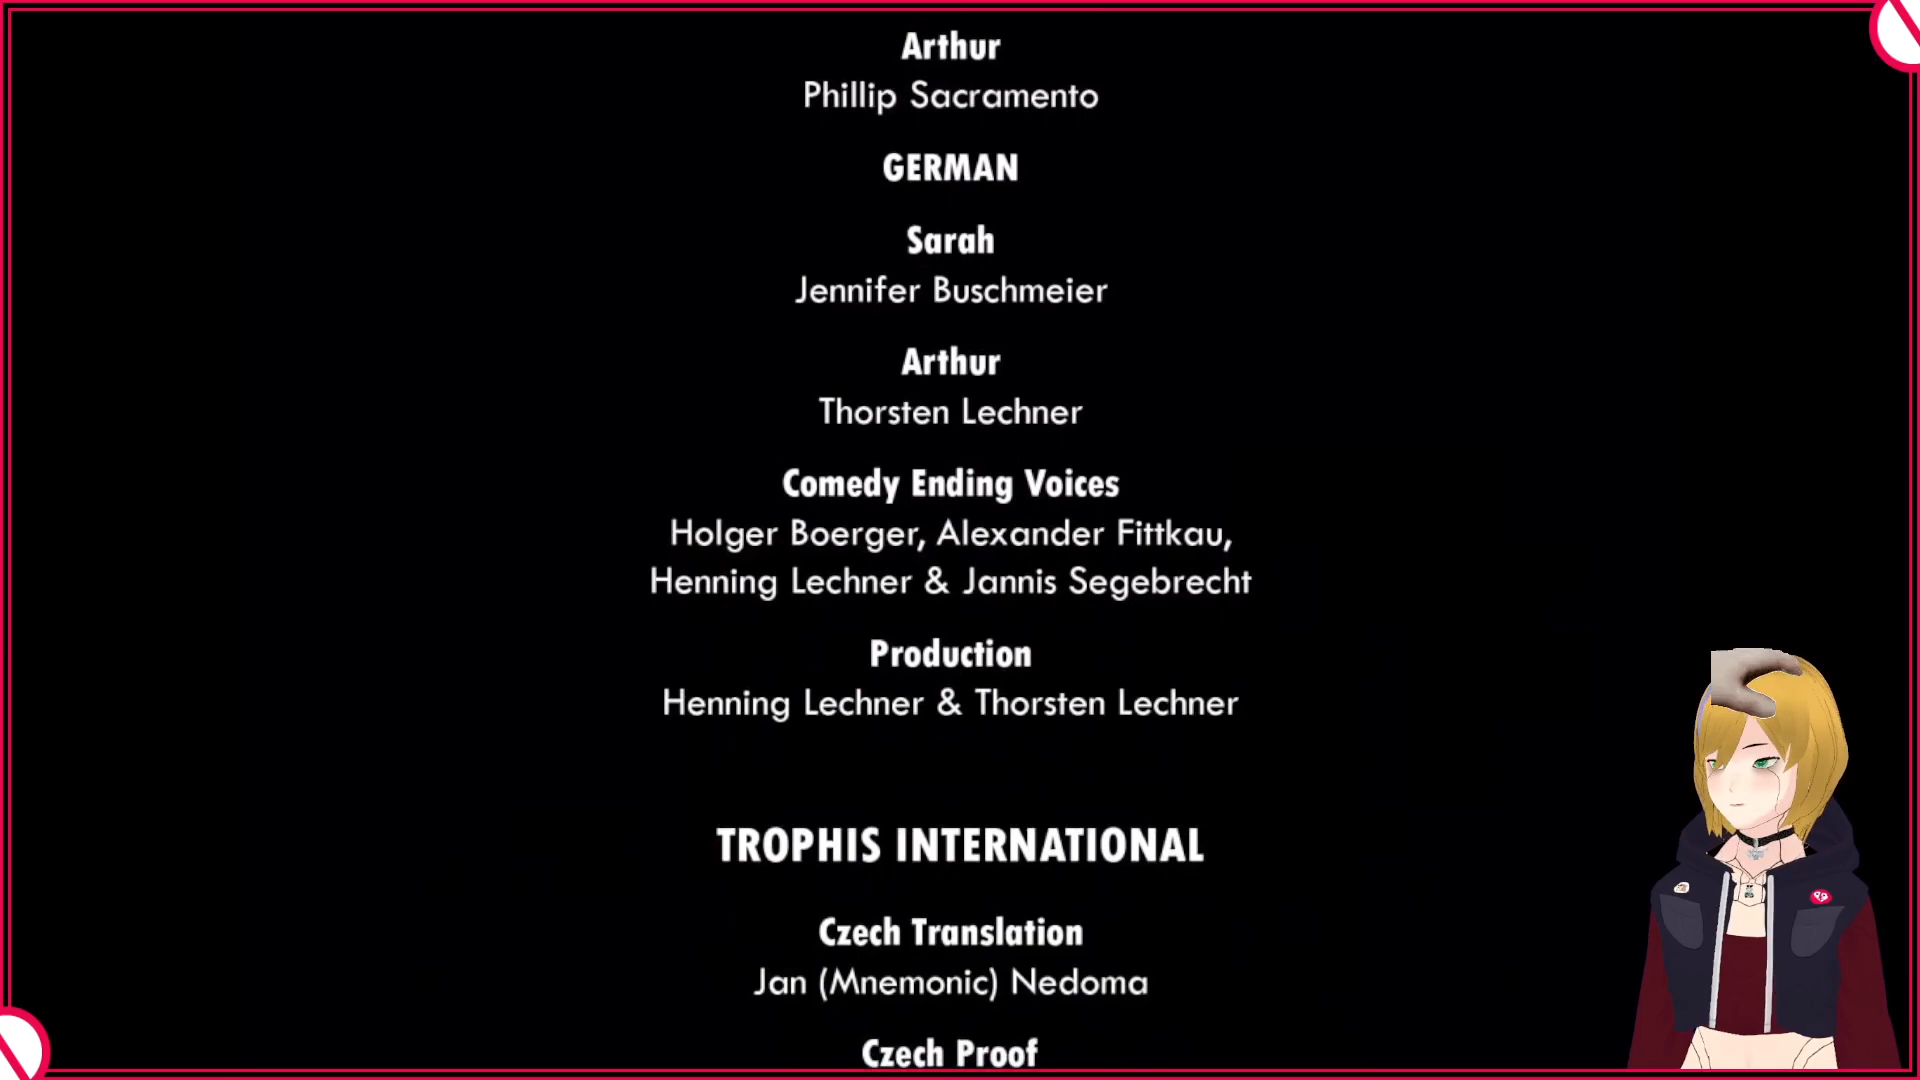 Arthur
Phillip Sacramento
GERMAN
Sarah
Jennifer Buschmeier
Arthur
Thorsten Lechner
Comedy Ending Voices
Holger Boerger, Alexander Fittkau,
Henning Lechner & Jannis Segebrecht
Production
Henning Lechner & Thorsten Lechner
TROPHIS INTERNATIONAL
Czech Translation
Jan (Mnemonic) Nedoma
Czech Proof